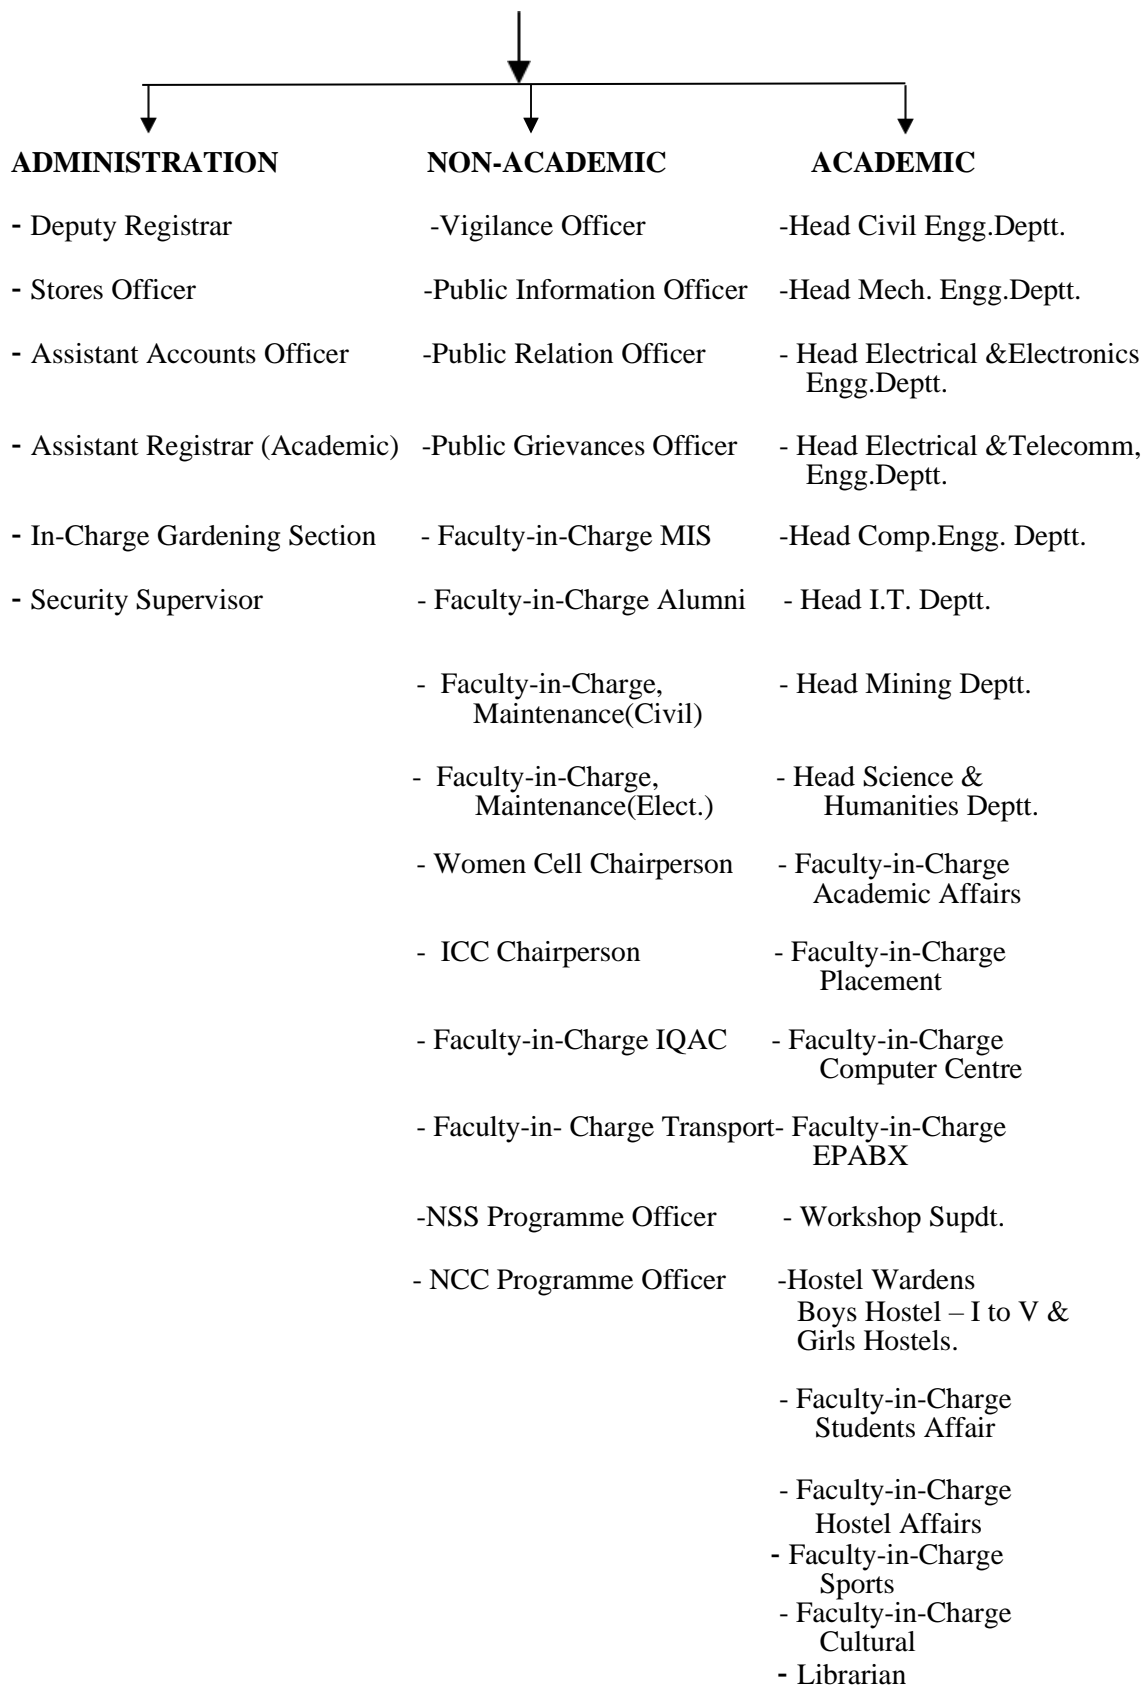 ADMINISTRATION NON-ACADEMIC ACADEMIC
- Deputy Registrar -Vigilance Officer -Head Civil Engg.Deptt.
- Stores Officer -Public Information Officer -Head Mech. Engg.Deptt.
- Assistant Accounts Officer -Public Relation Officer - Head Electrical &Electronics
Engg.Deptt.
- Assistant Registrar (Academic) -Public Grievances Officer - Head Electrical &Telecomm,
Engg.Deptt.
- In-Charge Gardening Section - Faculty-in-Charge MIS -Head Comp.Engg. Deptt.
- Security Supervisor - Faculty-in-Charge Alumni - Head I.T. Deptt.
- Faculty-in-Charge, - Head Mining Deptt.
Maintenance(Civil)
- Faculty-in-Charge, - Head Science &
Maintenance(Elect.) Humanities Deptt.
- Women Cell Chairperson - Faculty-in-Charge
Academic Affairs
- ICC Chairperson - Faculty-in-Charge
Placement
- Faculty-in-Charge IQAC - Faculty-in-Charge
Computer Centre
- Faculty-in- Charge Transport- Faculty-in-Charge
EPABX
-NSS Programme Officer - Workshop Supdt.
- NCC Programme Officer -Hostel Wardens
Boys Hostel – I to V &
Girls Hostels.
- Faculty-in-Charge
Students Affair
- Faculty-in-Charge
Hostel Affairs
- Faculty-in-Charge
Sports
- Faculty-in-Charge
Cultural
- Librarian